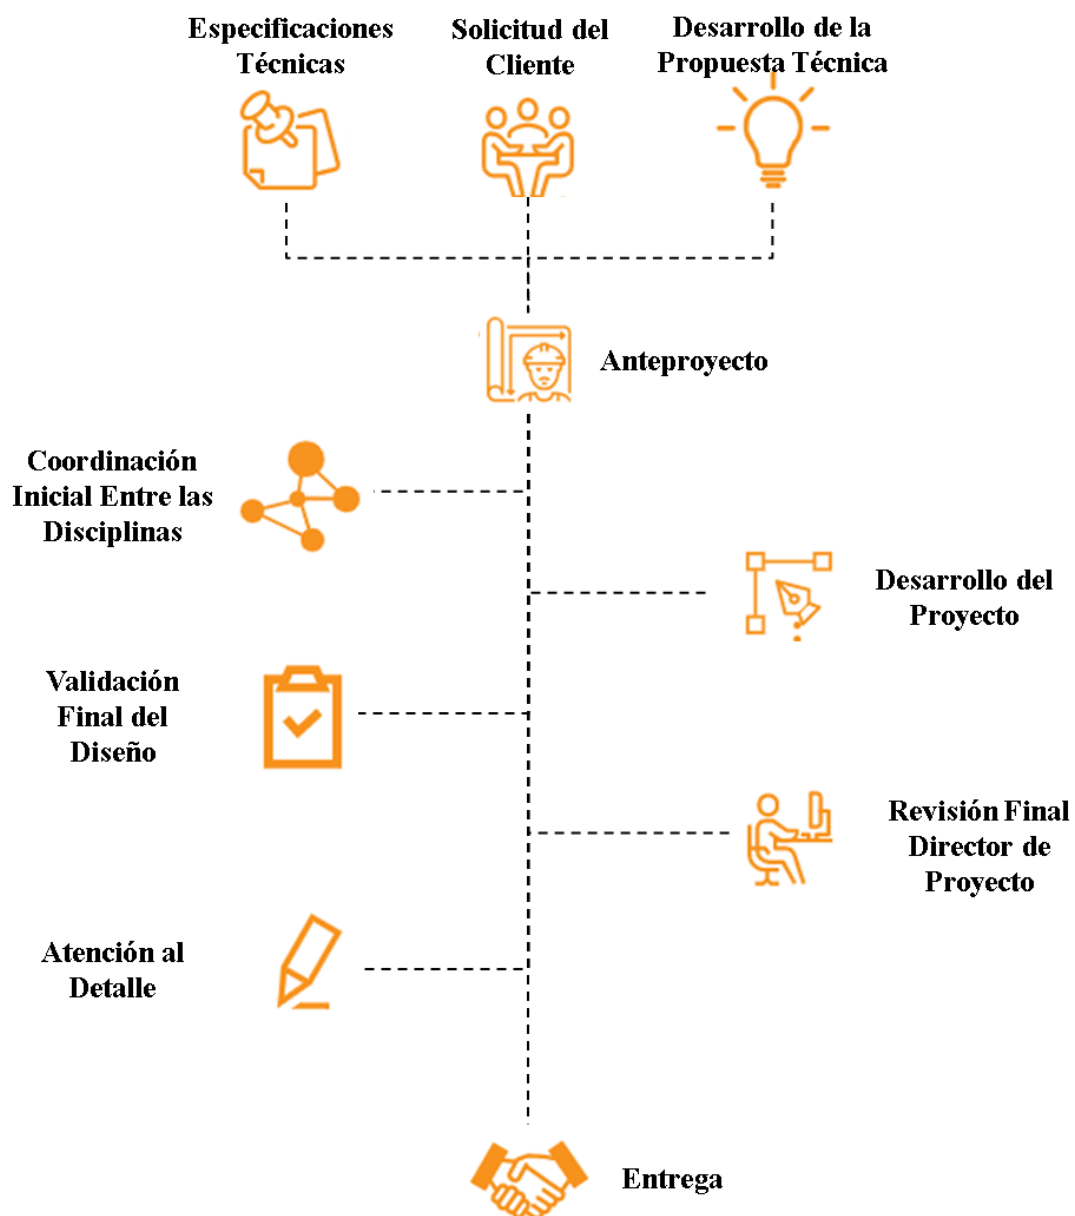 Especificaciones
Técnicas
Solicitud del
Cliente
Desarrollo de la
Propuesta Técnica
Anteproyecto
Coordinación
Inicial Entre las
Disciplinas
Desarrollo del
Proyecto
Validación
Final del
Diseño
Revisión Final
Director de
Proyecto
Atención al
Detalle
Entrega